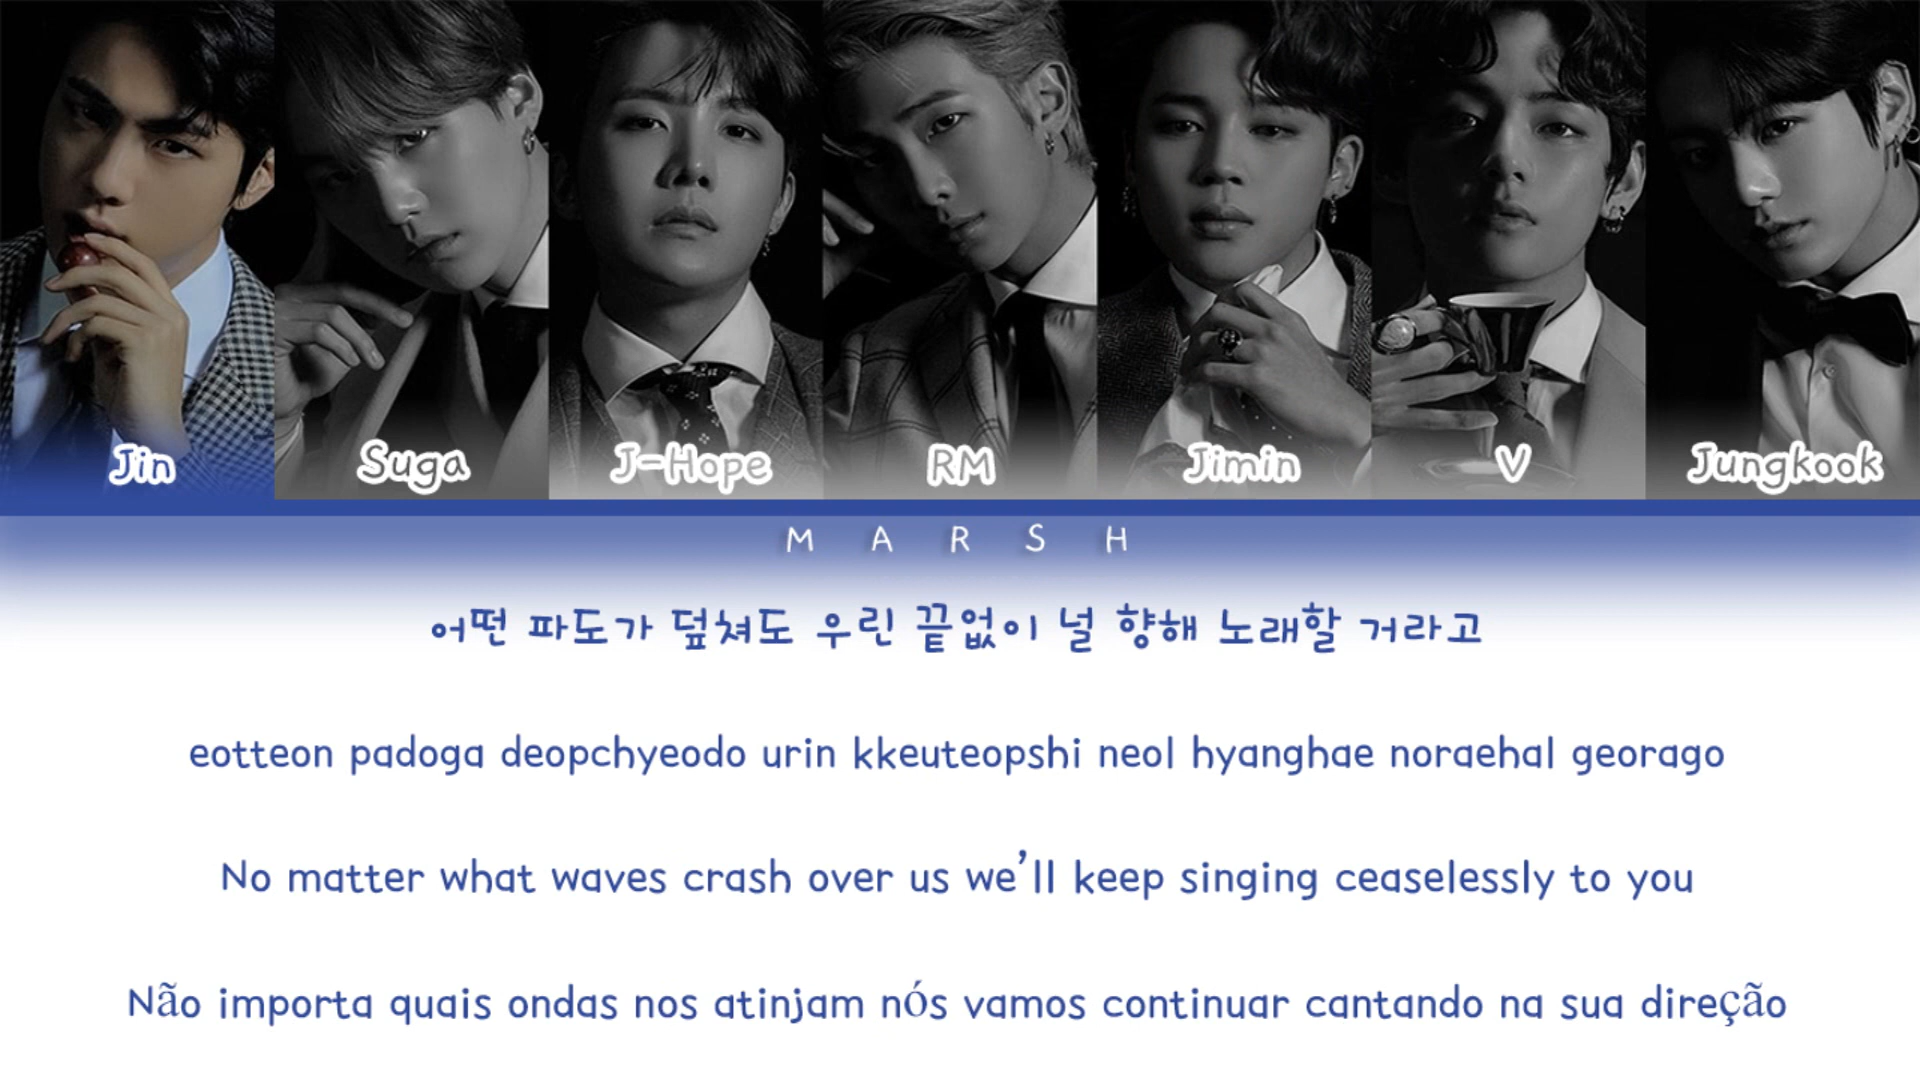 Jin Suga J-Hope RM Jimin V Jungkook
M A R S H
어떤 파도가 덮쳐도 우린 끝없이 널 향해 노래할 거라고
eotteon padoga deopchyeodo urin kkeuteopshi neol hyanghae noraehal georago
No matter what waves crash over us we’ll keep singing ceaselessly to you
Não importa quais ondas nos atinjam nós vamos continuar cantando na sua direção